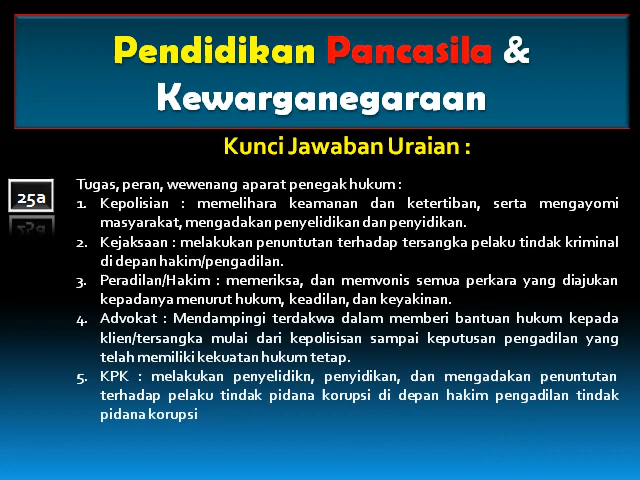 Pendidikan Pancasila &
Kewarganegaraan
Kunci Jawaban Uraian :
25a
Tugas, peran, wewenang aparat penegak hukum :
1. Kepolisian : memelihara keamanan dan ketertiban, serta mengayomi
masyarakat, mengadakan penyelidikan dan penyidikan.
2. Kejaksaan : melakukan penuntutan terhadap tersangka pelaku tindak kriminal
di depan hakim/pengadilan.
3. Peradilan/Hakim : memeriksa, dan memvonis semua perkara yang diajukan
kepadanya menurut hukum, keadilan, dan keyakinan.
4. Advokat : Mendampingi terdakwa dalam memberi bantuan hukum kepada
klien/tersangka mulai dari kepolisisan sampai keputusan pengadilan yang
telah memiliki kekuatan hukum tetap.
5. KPK : melakukan penyelidikn, penyidikan, dan mengadakan penuntutan
terhadap pelaku tindak pidana korupsi di depan hakim pengadilan tindak
pidana korupsi